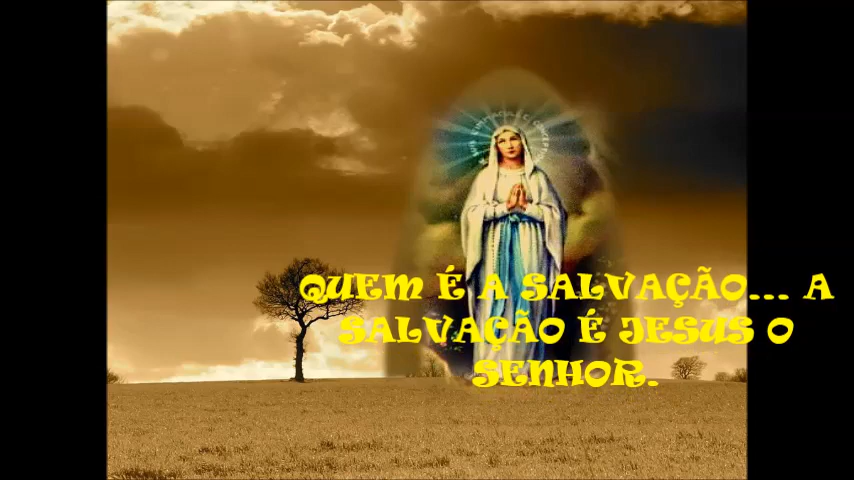 QUEM É A SALVAÇÃO... A
SALVAÇÃO É JESUS O
SENHOR.